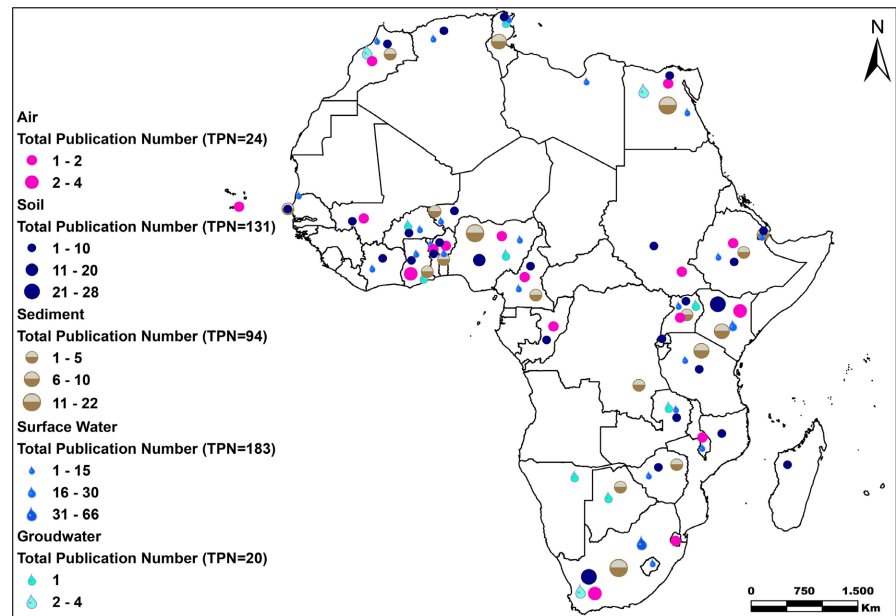 N
Air
Total Publication Number (TPN=24)
1 - 2
2 - 4
Soil
Total Publication Number (TPN=131)
1 - 10
11 - 20
21 - 28
Sediment
Total Publication Number (TPN=94)
1 - 5
6 - 10
11 - 22
Surface Water
Total Publication Number (TPN=183)
1 - 15
16 - 30
31 - 66
Groudwater
Total Publication Number (TPN=20)
1
2 - 4
0 750 1.500
Km